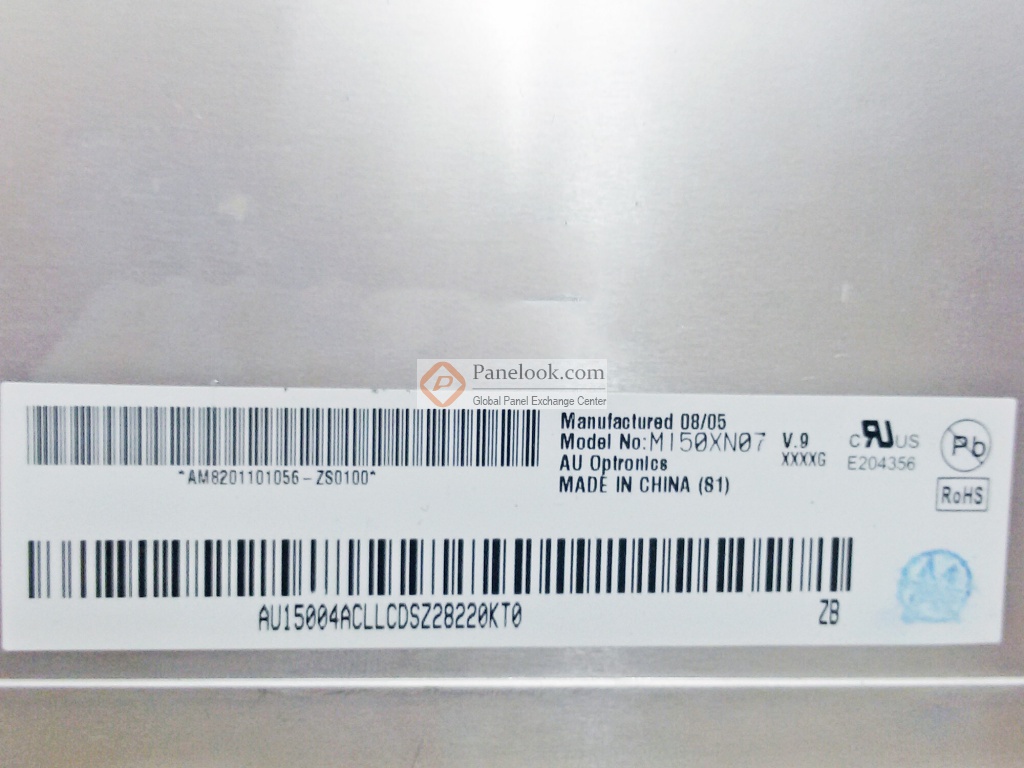 Panelook.com
Global Panel Exchange Center
Manufactured 08/05
Model No:M150XN07 V.9
XXXXG
AU Optronics
MADE IN CHINA (S1)
c RU US
E204356
Pb
RoHS
*AM8201101056-ZS0100*
AU15004ACLLCDSZ28220KT0
ZB